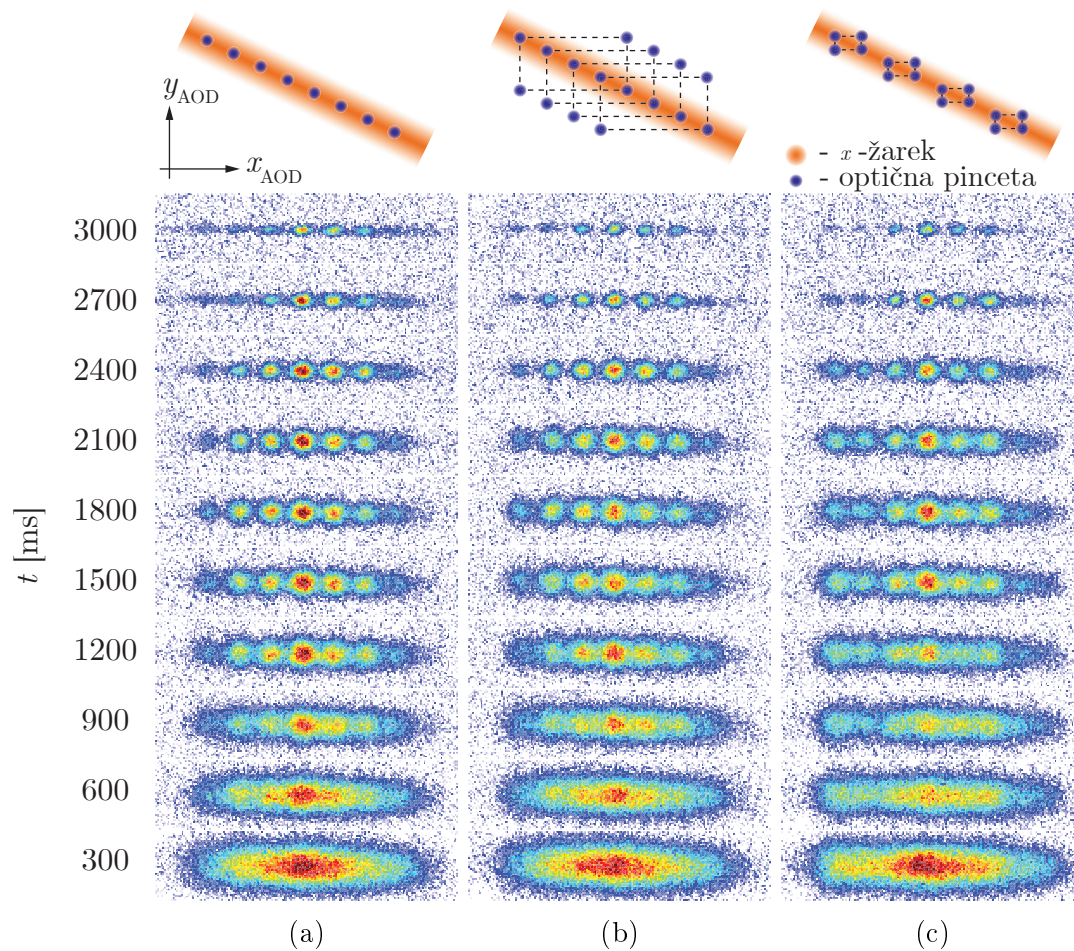 y_AOD
x_AOD
- x -žarek
- optična pinceta
3000
2700
2400
2100
1800
1500
1200
900
600
300
t [ms]
(a)
(b)
(c)